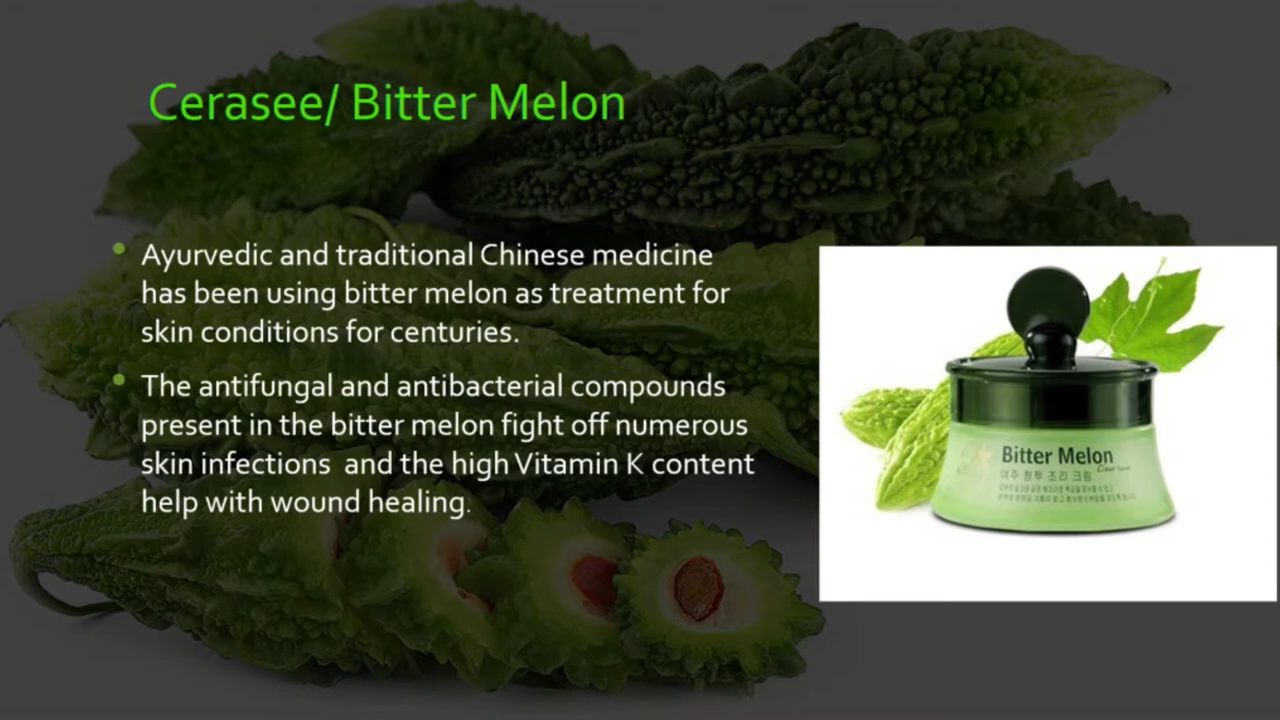 Cerasee/ Bitter Melon
Ayurvedic and traditional Chinese medicine
has been using bitter melon as treatment for
skin conditions for centuries.
The antifungal and antibacterial compounds
present in the bitter melon fight off numerous
skin infections and the high Vitamin K content
help with wound healing.
Bitter Melon